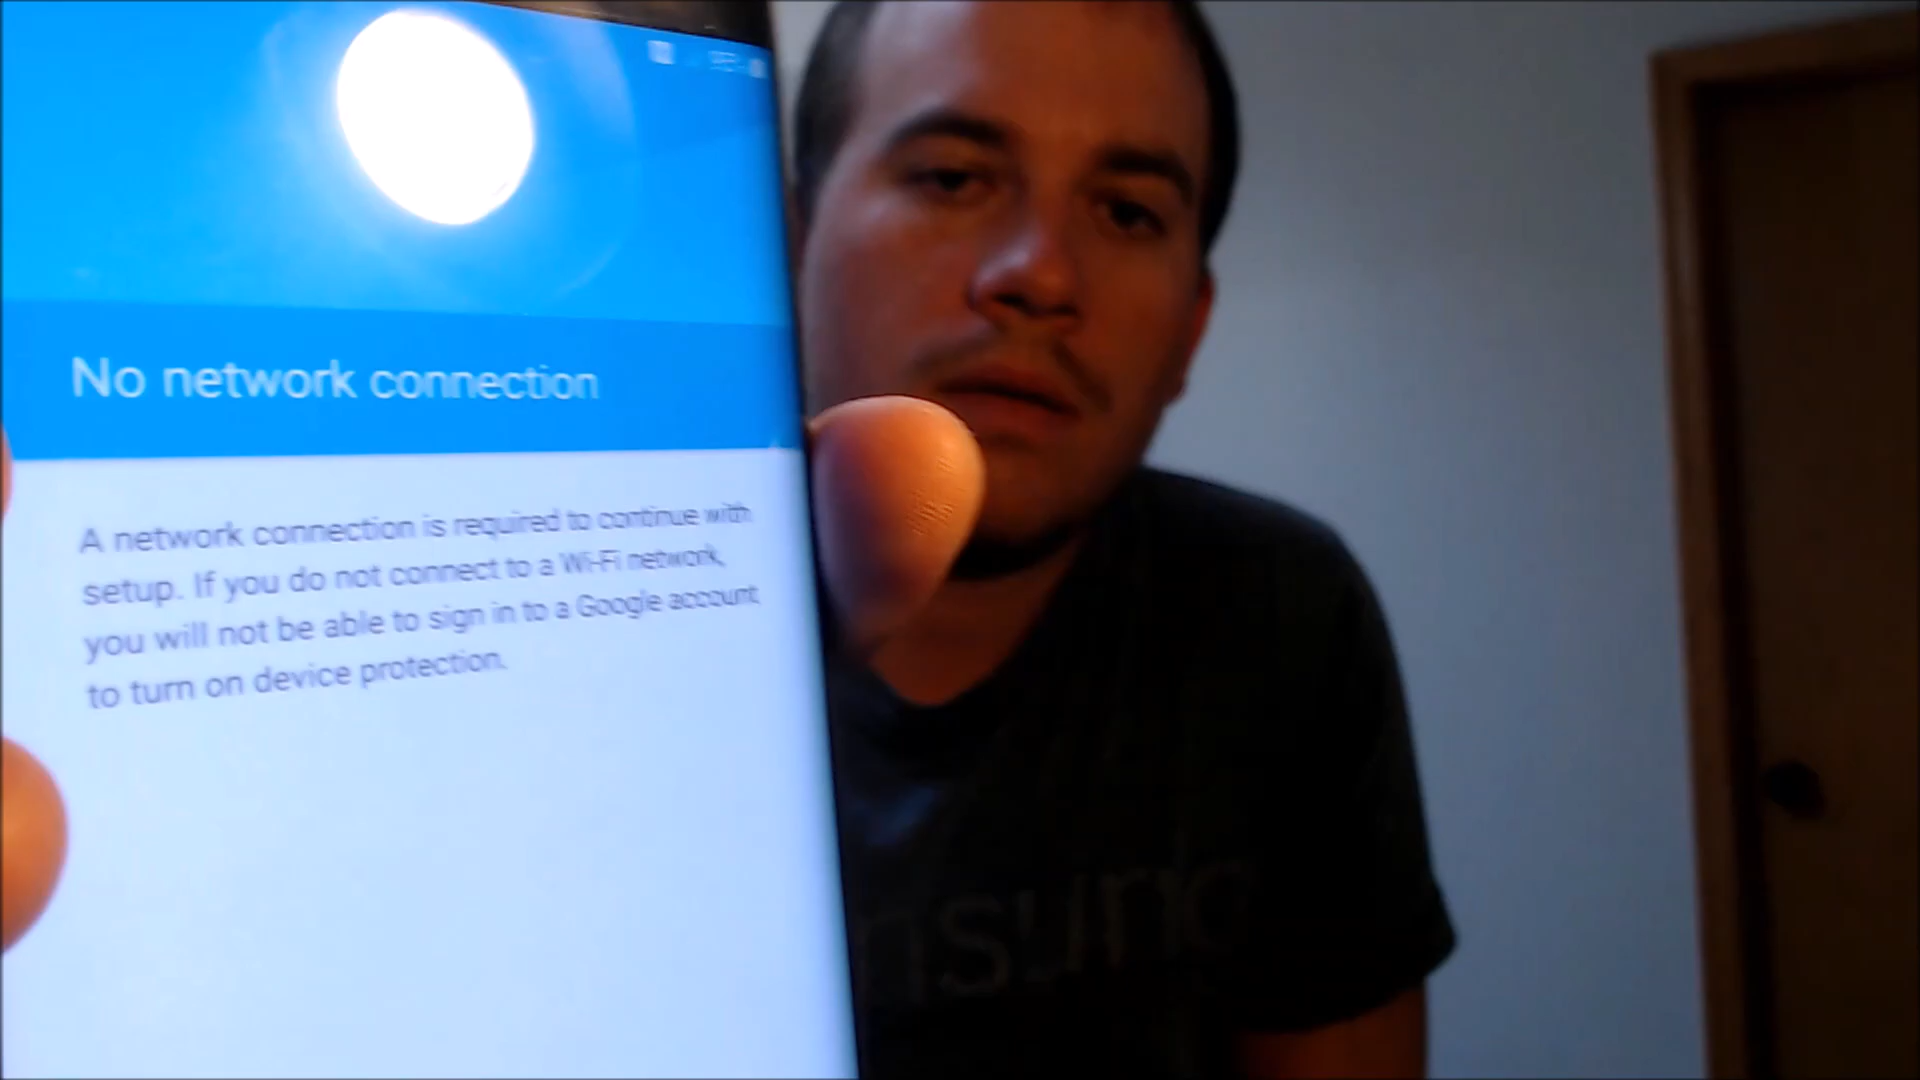 No network connection
A network connection is required to continue with
setup. If you do not connect to a Wi-Fi network,
you will not be able to sign in to a Google account
to turn on device protection.